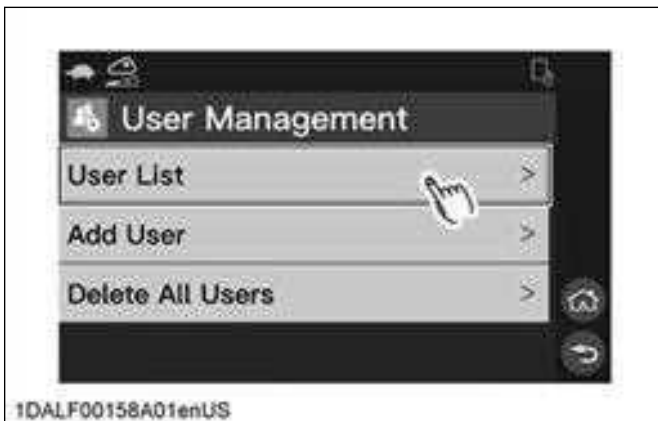 User Management
User List >
Add User >
Delete All Users >
1DALF00158A01enUS